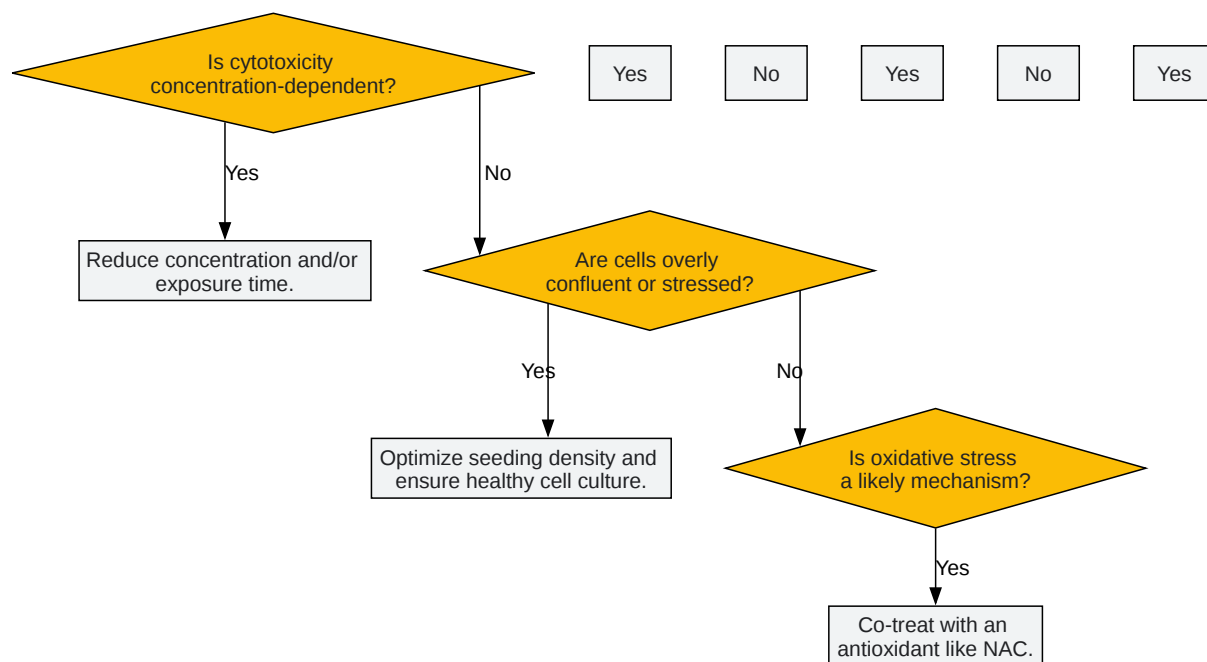 Is cytotoxicity
concentration-dependent?
Yes
No
Yes
No
Yes
Yes
No
Reduce concentration and/or
exposure time.
Are cells overly
confluent or stressed?
Yes
No
Optimize seeding density and
ensure healthy cell culture.
Is oxidative stress
a likely mechanism?
Yes
Co-treat with an
antioxidant like NAC.